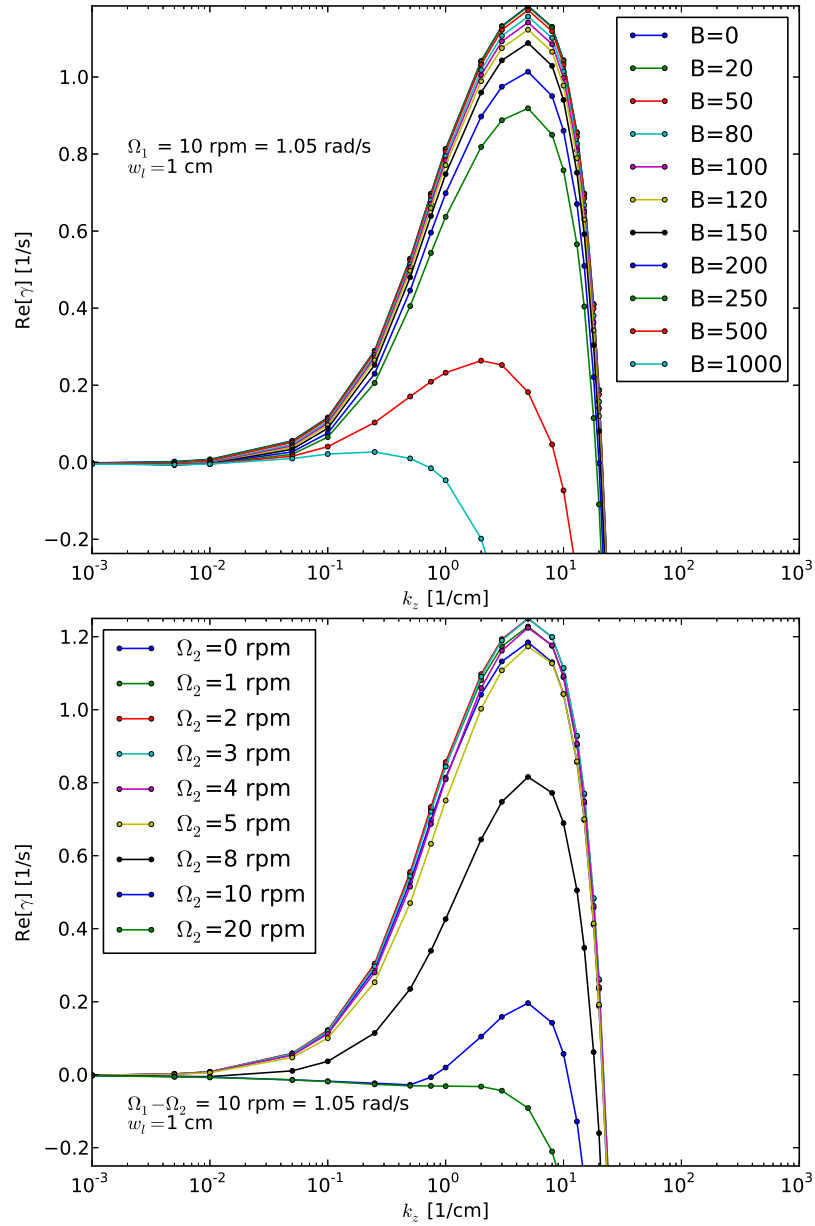 1.0
0.8
0.6
0.4
0.2
0.0
−0.2
Re[γ] [1/s]
Ω₁ = 10 rpm = 1.05 rad/s
w_l=1 cm
B=0
B=20
B=50
B=80
B=100
B=120
B=150
B=200
B=250
B=500
B=1000
10⁻³ 10⁻² 10⁻¹ 10⁰ 10¹ 10² 10³
k_z [1/cm]
1.2
1.0
0.8
0.6
0.4
0.2
0.0
−0.2
Re[γ] [1/s]
Ω₂=0 rpm
Ω₂=1 rpm
Ω₂=2 rpm
Ω₂=3 rpm
Ω₂=4 rpm
Ω₂=5 rpm
Ω₂=8 rpm
Ω₂=10 rpm
Ω₂=20 rpm
Ω₁−Ω₂ = 10 rpm = 1.05 rad/s
w_l=1 cm
10⁻³ 10⁻² 10⁻¹ 10⁰ 10¹ 10² 10³
k_z [1/cm]